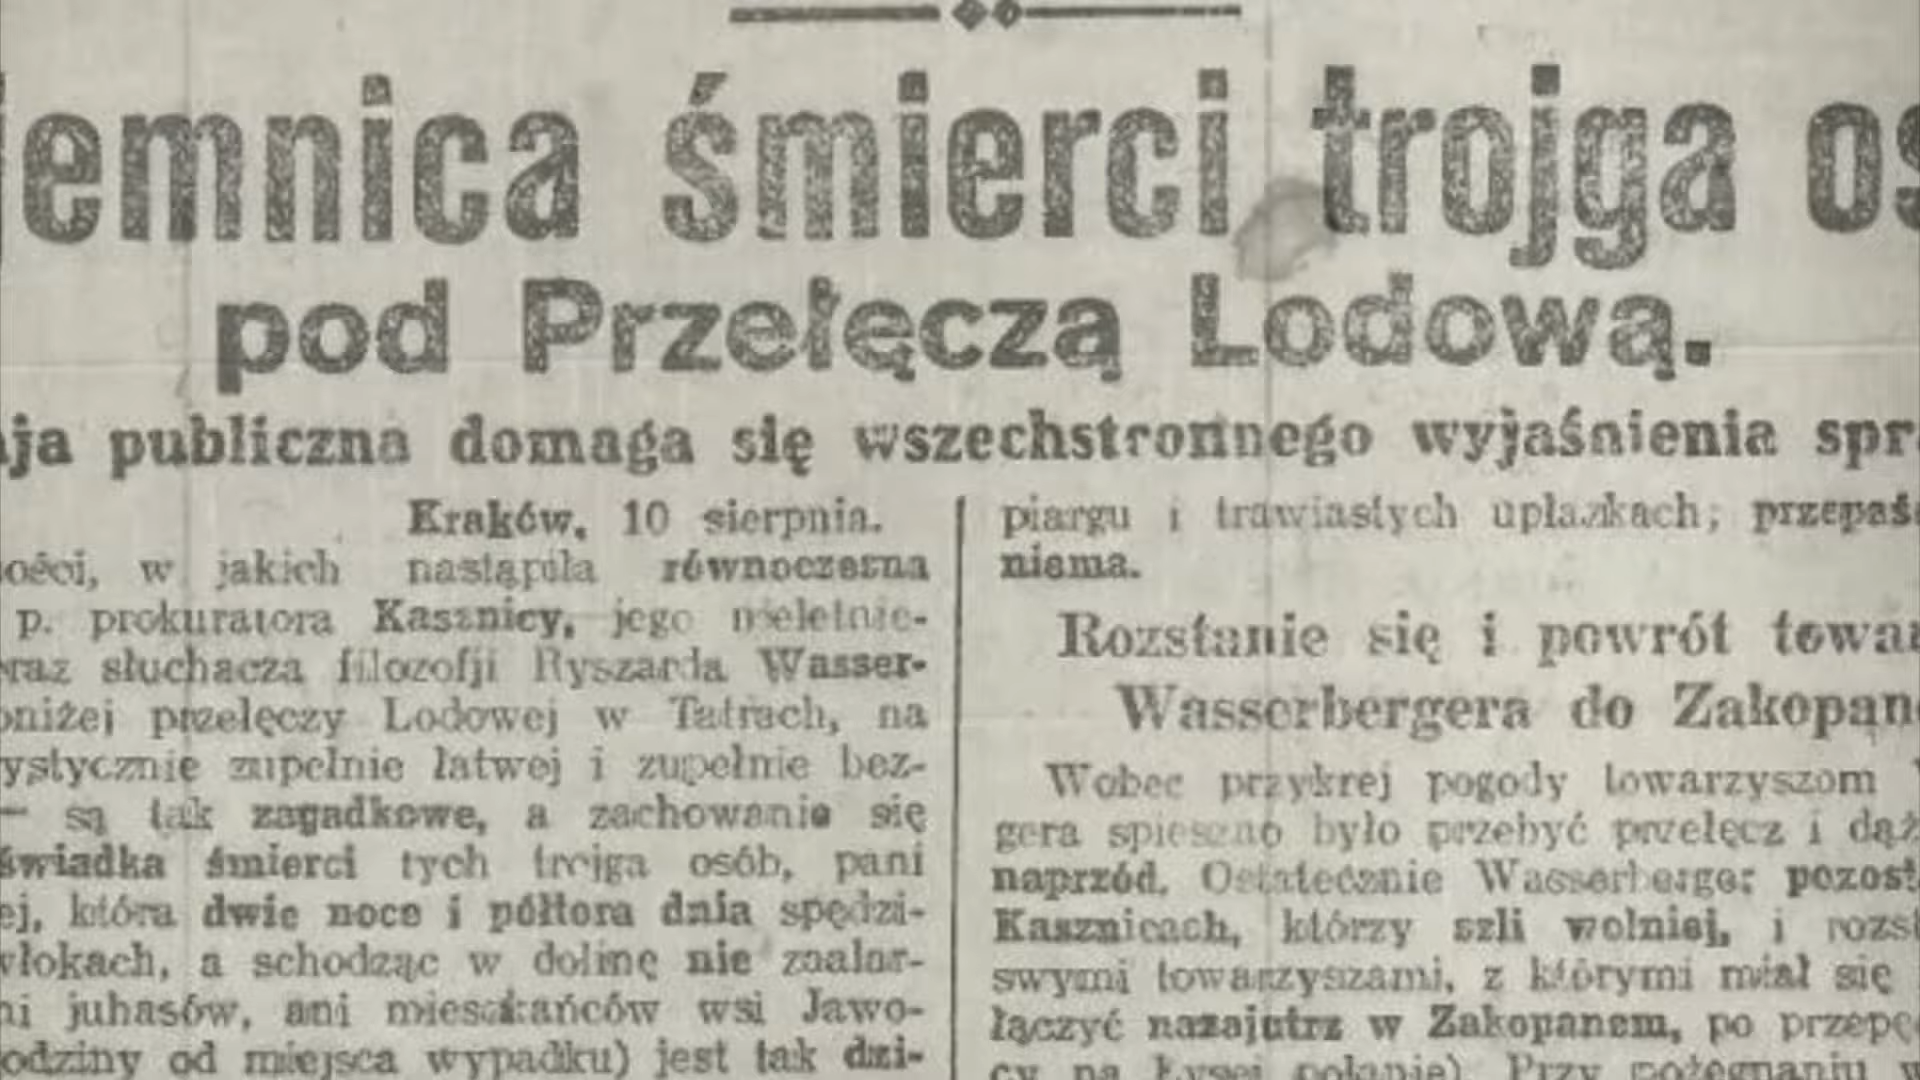 jemnica śmierci trojga os
pod Przełęczą Lodową.
ja publiczna domaga się wszechstronnego wyjaśnienia spr
Kraków, 10 sierpnia.
ości, w jakich nastąpiła równoczesna
p. prokuratora Kasznicy, jego nieletnie-
raz słuchacza filozofji Ryszarda Wasser-
oniżej przełęczy Lodowej w Tatrach, na
ystycznie zupełnie łatwej i zupełnie bez-
— są tak zagadkowe, a zachowanie się
świadka śmierci tych trojga osób, pani
ej, która dwie noce i półtora dnia spędzi-
włokach, a schodząc w dolinę nie zaalar-
ni juhasów, ani mieszkańców wsi Jawo-
odziny od miejsca wypadku) jest tak dzi-
piargu i trawiastych upłazkach; przepaś
niema.
Rozstanie się i powrót towar
Wasserbergera do Zakopan
Wobec przykrej pogody towarzyszom
gera spieszno było przebyć przełęcz i dąż
naprzód. Ostatecznie Wasserberger pozost
Kasznicach, którzy szli wolniej, i rozst
swymi towarzyszami, z którymi miał się
łączyć nazajutrz w Zakopanem, po przepę
cy na Łysej polanie). Przy pożegnaniu w